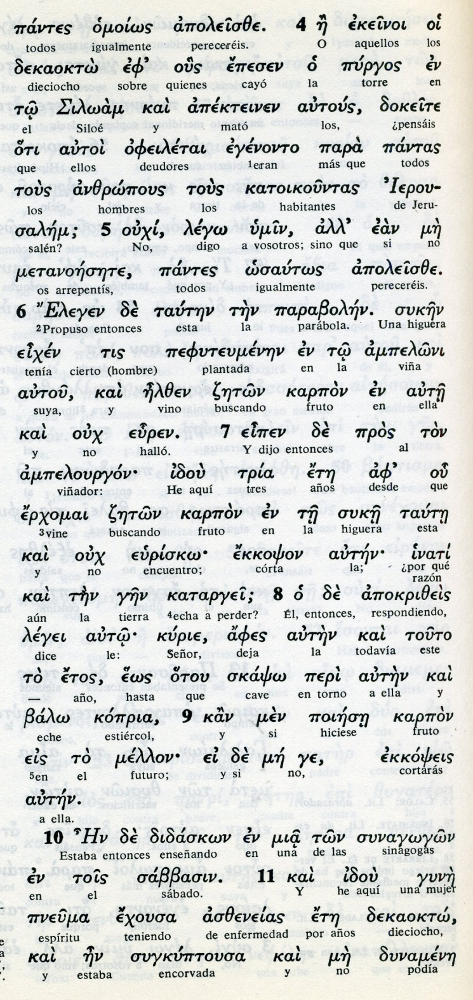 πάντες ὁμοίως ἀπολεῖσθε. 4 ἢ ἐκεῖνοι οἱ
todos igualmente pereceréis. O aquellos los
δεκαοκτὼ ἐφ' οὓς ἔπεσεν ὁ πύργος ἐν
dieciocho sobre quienes cayó la torre en
τῷ Σιλωὰμ καὶ ἀπέκτεινεν αὐτούς, δοκεῖτε
el Siloé y mató los, ¿pensáis
ὅτι αὐτοὶ ὀφειλέται ἐγένοντο παρὰ πάντας
que ellos deudores 1eran más que todos
τοὺς ἀνθρώπους τοὺς κατοικοῦντας Ἰερου-
los hombres los habitantes de Jeru-
σαλήμ; 5 οὐχί, λέγω ὑμῖν, ἀλλ' ἐὰν μὴ
salén? No, digo a vosotros; sino que si no
μετανοήσητε, πάντες ὡσαύτως ἀπολεῖσθε.
os arrepentís, todos igualmente pereceréis.
6 Ἔλεγεν δὲ ταύτην τὴν παραβολήν. συκῆν
2Propuso entonces esta la parábola. Una higuera
εἶχέν τις πεφυτευμένην ἐν τῷ ἀμπελῶνι
tenía cierto (hombre) plantada en la viña
αὐτοῦ, καὶ ἦλθεν ζητῶν καρπὸν ἐν αὐτῇ
suya, y vino buscando fruto en ella
καὶ οὐχ εὗρεν. 7 εἶπεν δὲ πρὸς τὸν
y no halló. dijo entonces al
ἀμπελουργόν· ἰδοὺ τρία ἔτη ἀφ' οὗ
viñador: He aquí tres años desde que
ἔρχομαι ζητῶν καρπὸν ἐν τῇ συκῇ ταύτῃ
3vine buscando fruto en la higuera esta
καὶ οὐχ εὑρίσκω· ἔκκοψον αὐτήν· ἱνατί
y no encuentro; córta la; ¿por qué
razón
καὶ τὴν γῆν καταργεῖ; 8 ὁ δὲ ἀποκριθεὶς
aún la tierra 4echa a perder? Él, entonces, respondiendo,
λέγει αὐτῷ· κύριε, ἄφες αὐτὴν καὶ τοῦτο
dice le: Señor, deja la todavía este
τὸ ἔτος, ἕως ὅτου σκάψω περὶ αὐτὴν καὶ
— año, hasta que cave en torno a ella y
βάλω κόπρια, 9 κἂν μὲν ποιήσῃ καρπὸν
eche estiércol, y si hiciese fruto
εἰς τὸ μέλλον· εἰ δὲ μή γε, ἐκκόψεις
5en el futuro; y si no, cortarás
αὐτήν.
a ella.
10 Ἦν δὲ διδάσκων ἐν μιᾷ τῶν συναγωγῶν
Estaba entonces enseñando en una de las sinagogas
ἐν τοῖς σάββασιν. 11 καὶ ἰδοὺ γυνὴ
en el sábado. Y he aquí una mujer
πνεῦμα ἔχουσα ἀσθενείας ἔτη δεκαοκτώ,
espíritu teniendo de enfermedad por años dieciocho,
καὶ ἦν συγκύπτουσα καὶ μὴ δυναμένη
y estaba encorvada y no podía